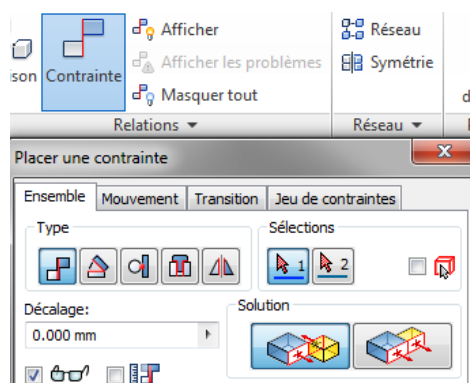 Afficher
Réseau
ison
Contrainte
Afficher les problèmes
Symétrie
Masquer tout
d
Relations
Réseau
Placer une contrainte
Ensemble
Mouvement
Transition
Jeu de contraintes
Type
Sélections
1
2
Décalage:
Solution
0.000 mm